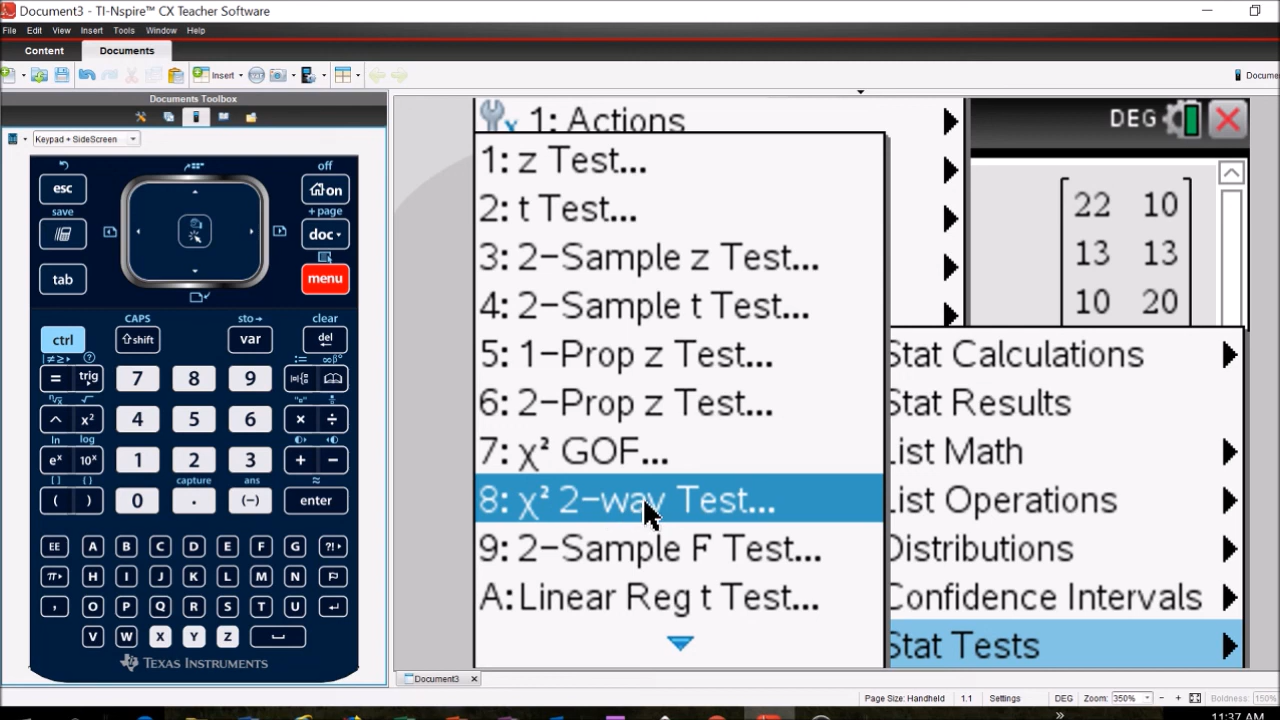 Document3 - TI-Nspire™ CX Teacher Software
File Edit View Insert Tools Window Help
Content Documents
Insert
Documents Toolbox
Keypad + SideScreen
esc
save
tab
off
on
+ page
doc
menu
CAPS
sto→
clear
ctrl
shift
var
del
= trig 7 8 9
^ x² 4 5 6 × ÷
ln log
eˣ 10ˣ 1 2 3 + −
capture ans
( ) 0 (−) enter
EE A B C D E F G ?!
π H I J K L M N
, O P Q R S T U
V W X Y Z
TEXAS INSTRUMENTS
1: Actions
1: z Test...
2: t Test...
3: 2-Sample z Test...
4: 2-Sample t Test...
5: 1-Prop z Test...
6: 2-Prop z Test...
7: χ² GOF...
8: χ² 2-way Test...
9: 2-Sample F Test...
A: Linear Reg t Test...
DEG
22 10
13 13
10 20
Stat Calculations
Stat Results
List Math
List Operations
Distributions
Confidence Intervals
Stat Tests
Document3
Page Size: Handheld 1.1 Settings DEG Zoom: 350% Boldness: 150%
11:37 AM